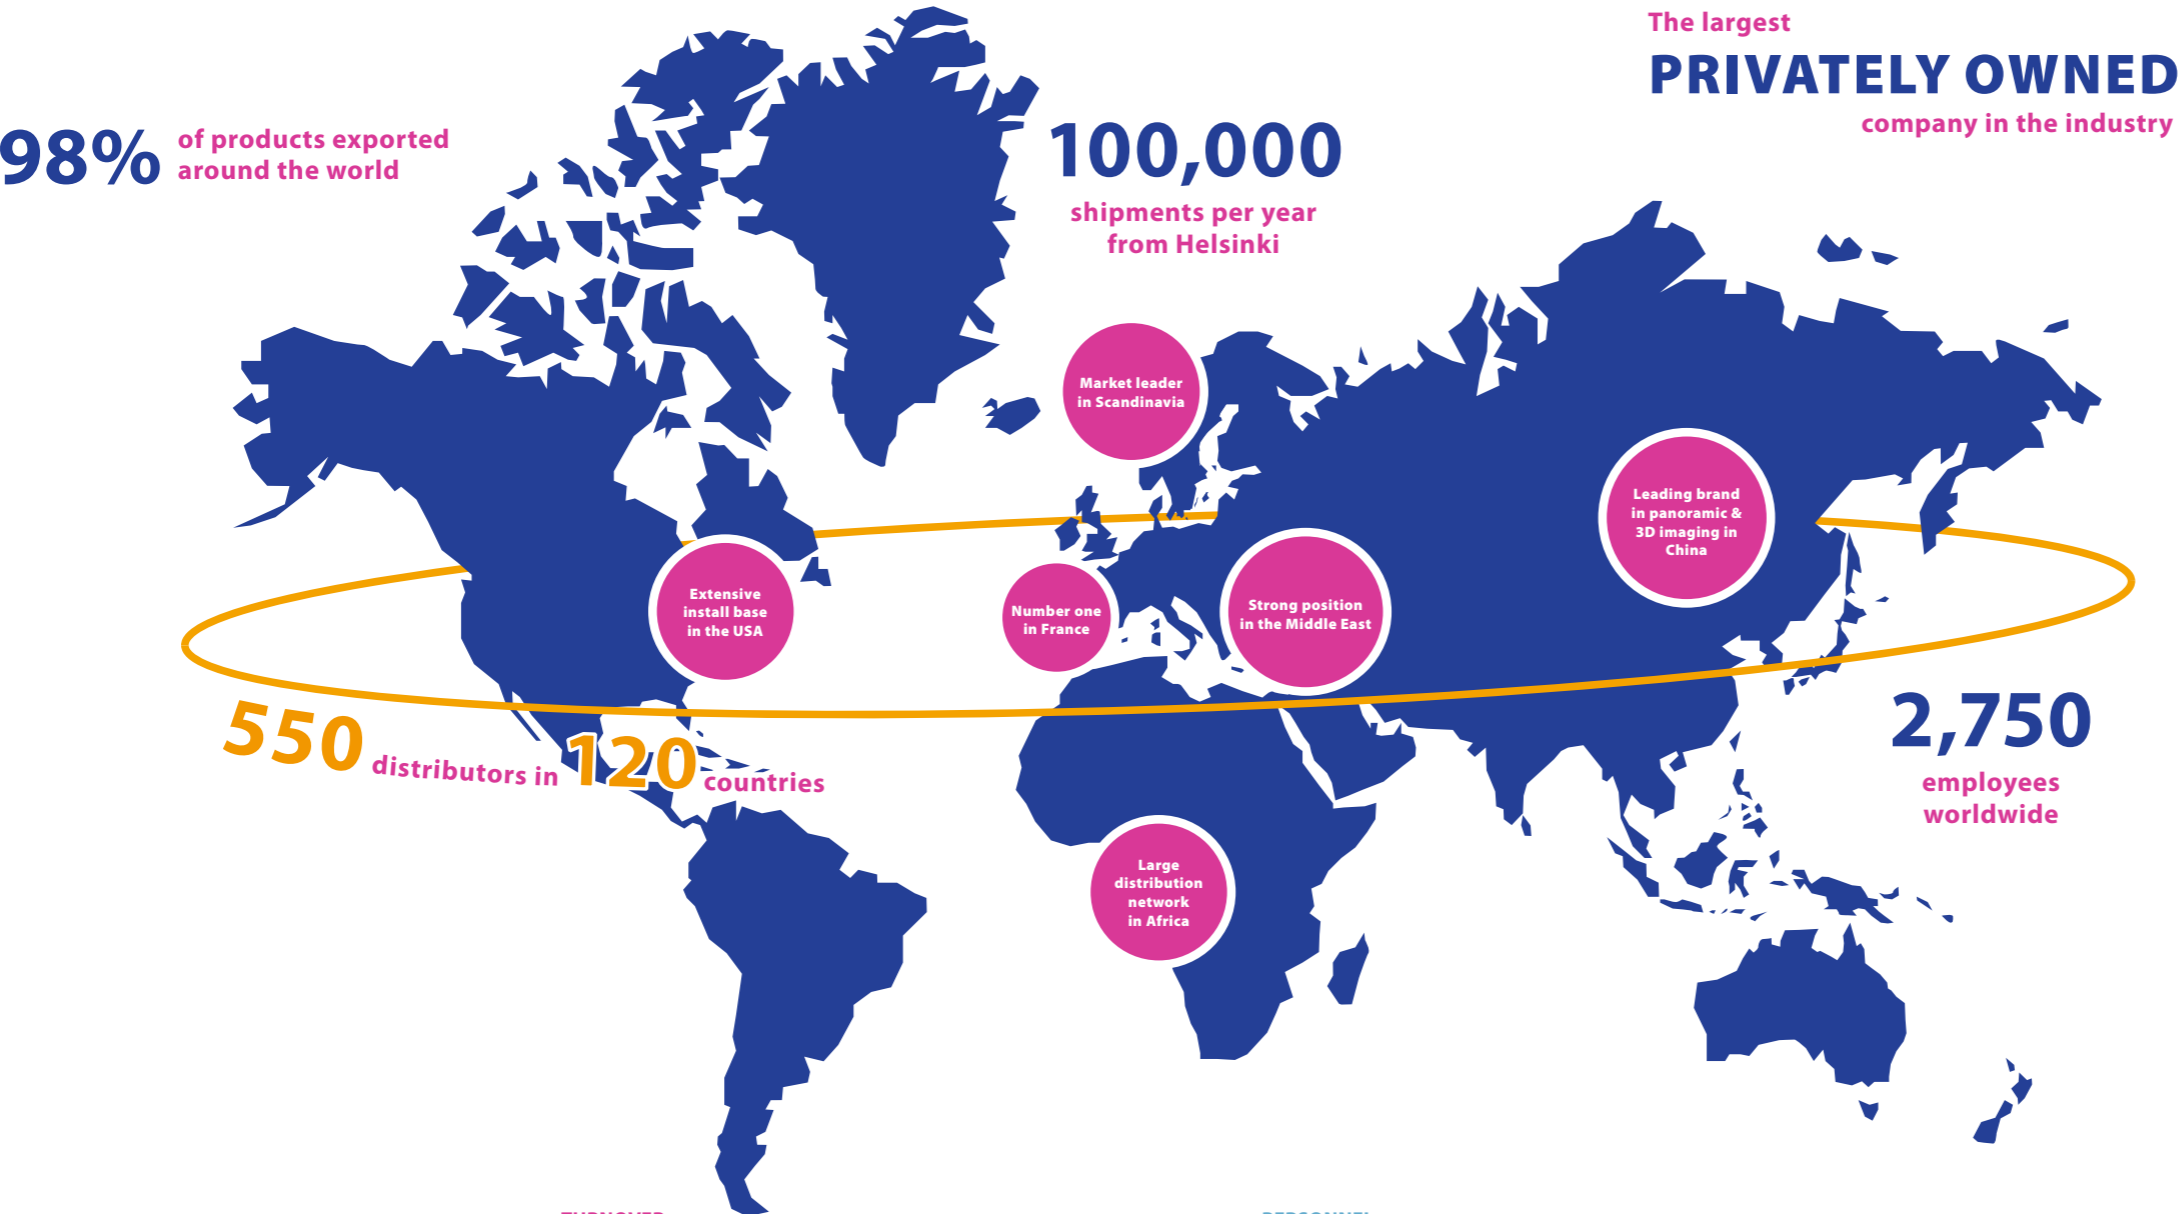 The largest
PRIVATELY OWNED
company in the industry
98%
of products exported
around the world
100,000
shipments per year
from Helsinki
Market leader
in Scandinavia
Leading brand
in panoramic &
3D imaging in
China
Extensive
install base
in the USA
Number one
in France
Strong position
in the Middle East
550 distributors in 120 countries
2,750
employees
worldwide
Large
distribution
network
in Africa
TURNOVER
PERSONNEL